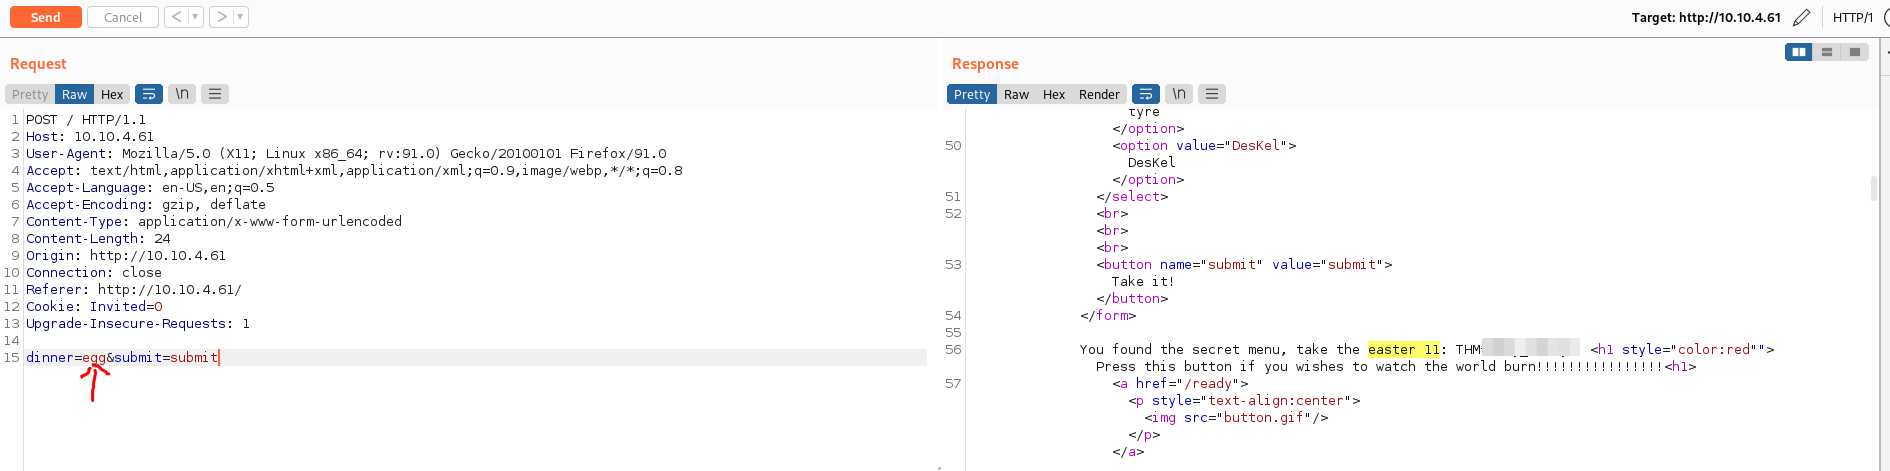 Send Cancel < > Target: http://10.10.4.61 HTTP/1
Request
Pretty Raw Hex \n
1 POST / HTTP/1.1
2 Host: 10.10.4.61
3 User-Agent: Mozilla/5.0 (X11; Linux x86_64; rv:91.0) Gecko/20100101 Firefox/91.0
4 Accept: text/html,application/xhtml+xml,application/xml;q=0.9,image/webp,*/*;q=0.8
5 Accept-Language: en-US,en;q=0.5
6 Accept-Encoding: gzip, deflate
7 Content-Type: application/x-www-form-urlencoded
8 Content-Length: 24
9 Origin: http://10.10.4.61
10 Connection: close
11 Referer: http://10.10.4.61/
12 Cookie: Invited=0
13 Upgrade-Insecure-Requests: 1
14
15 dinner=egg&submit=submit
Response
Pretty Raw Hex Render \n
tyre
</option>
50 <option value="DesKel">
DesKel
</option>
51 </select>
52 <br>
<br>
<br>
53 <button name="submit" value="submit">
Take it!
</button>
54 </form>
55
56 You found the secret menu, take the easter 11: THM <h1 style="color:red"">
Press this button if you wishes to watch the world burn!!!!!!!!!!!!!!!!<h1>
57 <a href="/ready">
<p style="text-align:center">
<img src="button.gif"/>
</p>
</a>